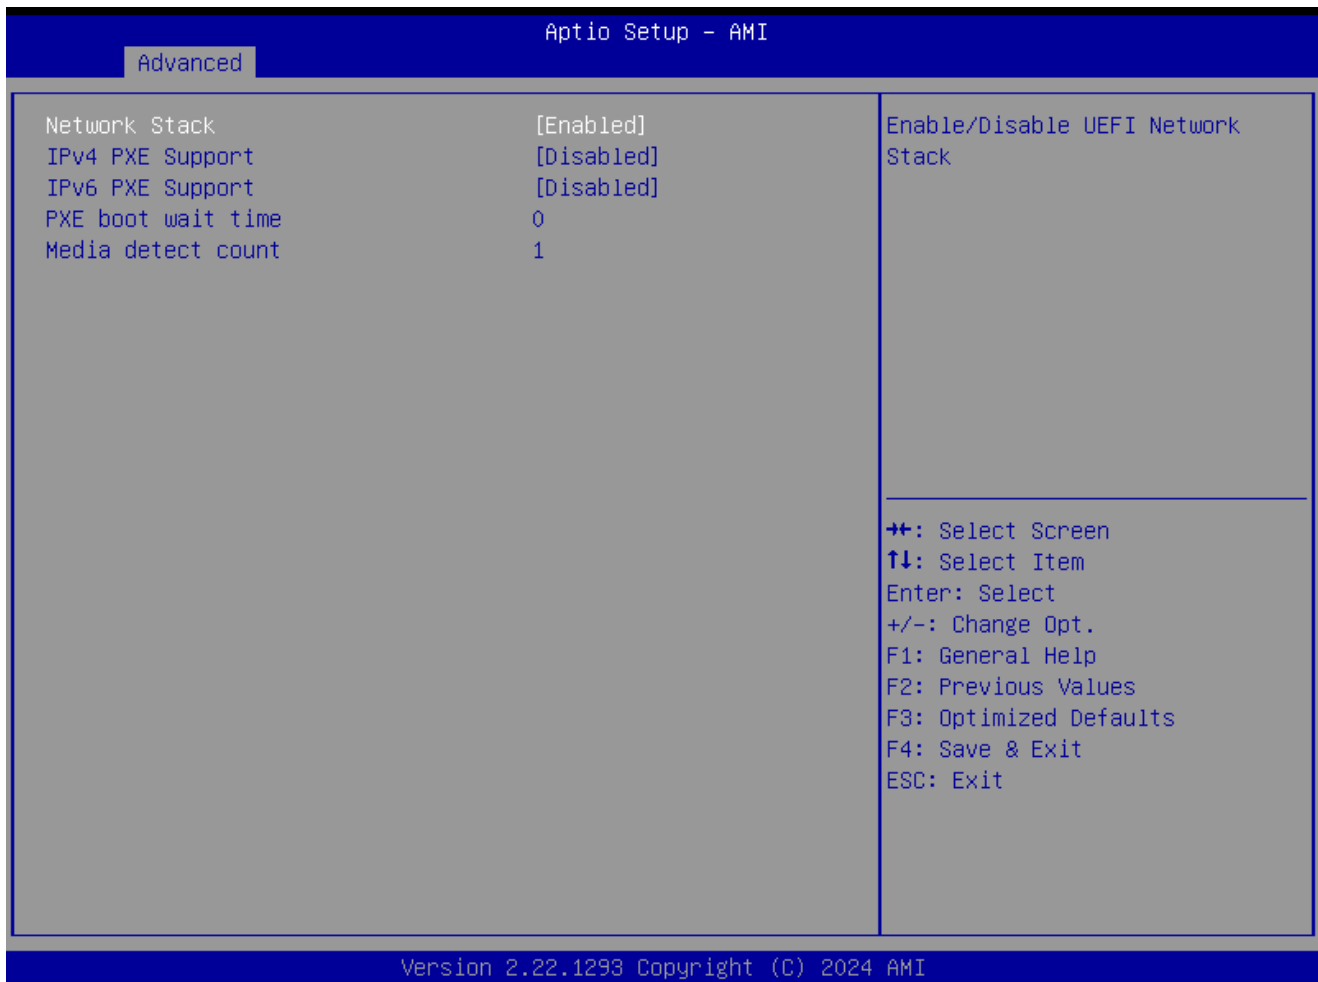 Aptio Setup – AMI
Advanced
Network Stack [Enabled]
IPv4 PXE Support [Disabled]
IPv6 PXE Support [Disabled]
PXE boot wait time 0
Media detect count 1
Enable/Disable UEFI Network
Stack
→←: Select Screen
↑↓: Select Item
Enter: Select
+/-: Change Opt.
F1: General Help
F2: Previous Values
F3: Optimized Defaults
F4: Save & Exit
ESC: Exit
Version 2.22.1293 Copyright (C) 2024 AMI